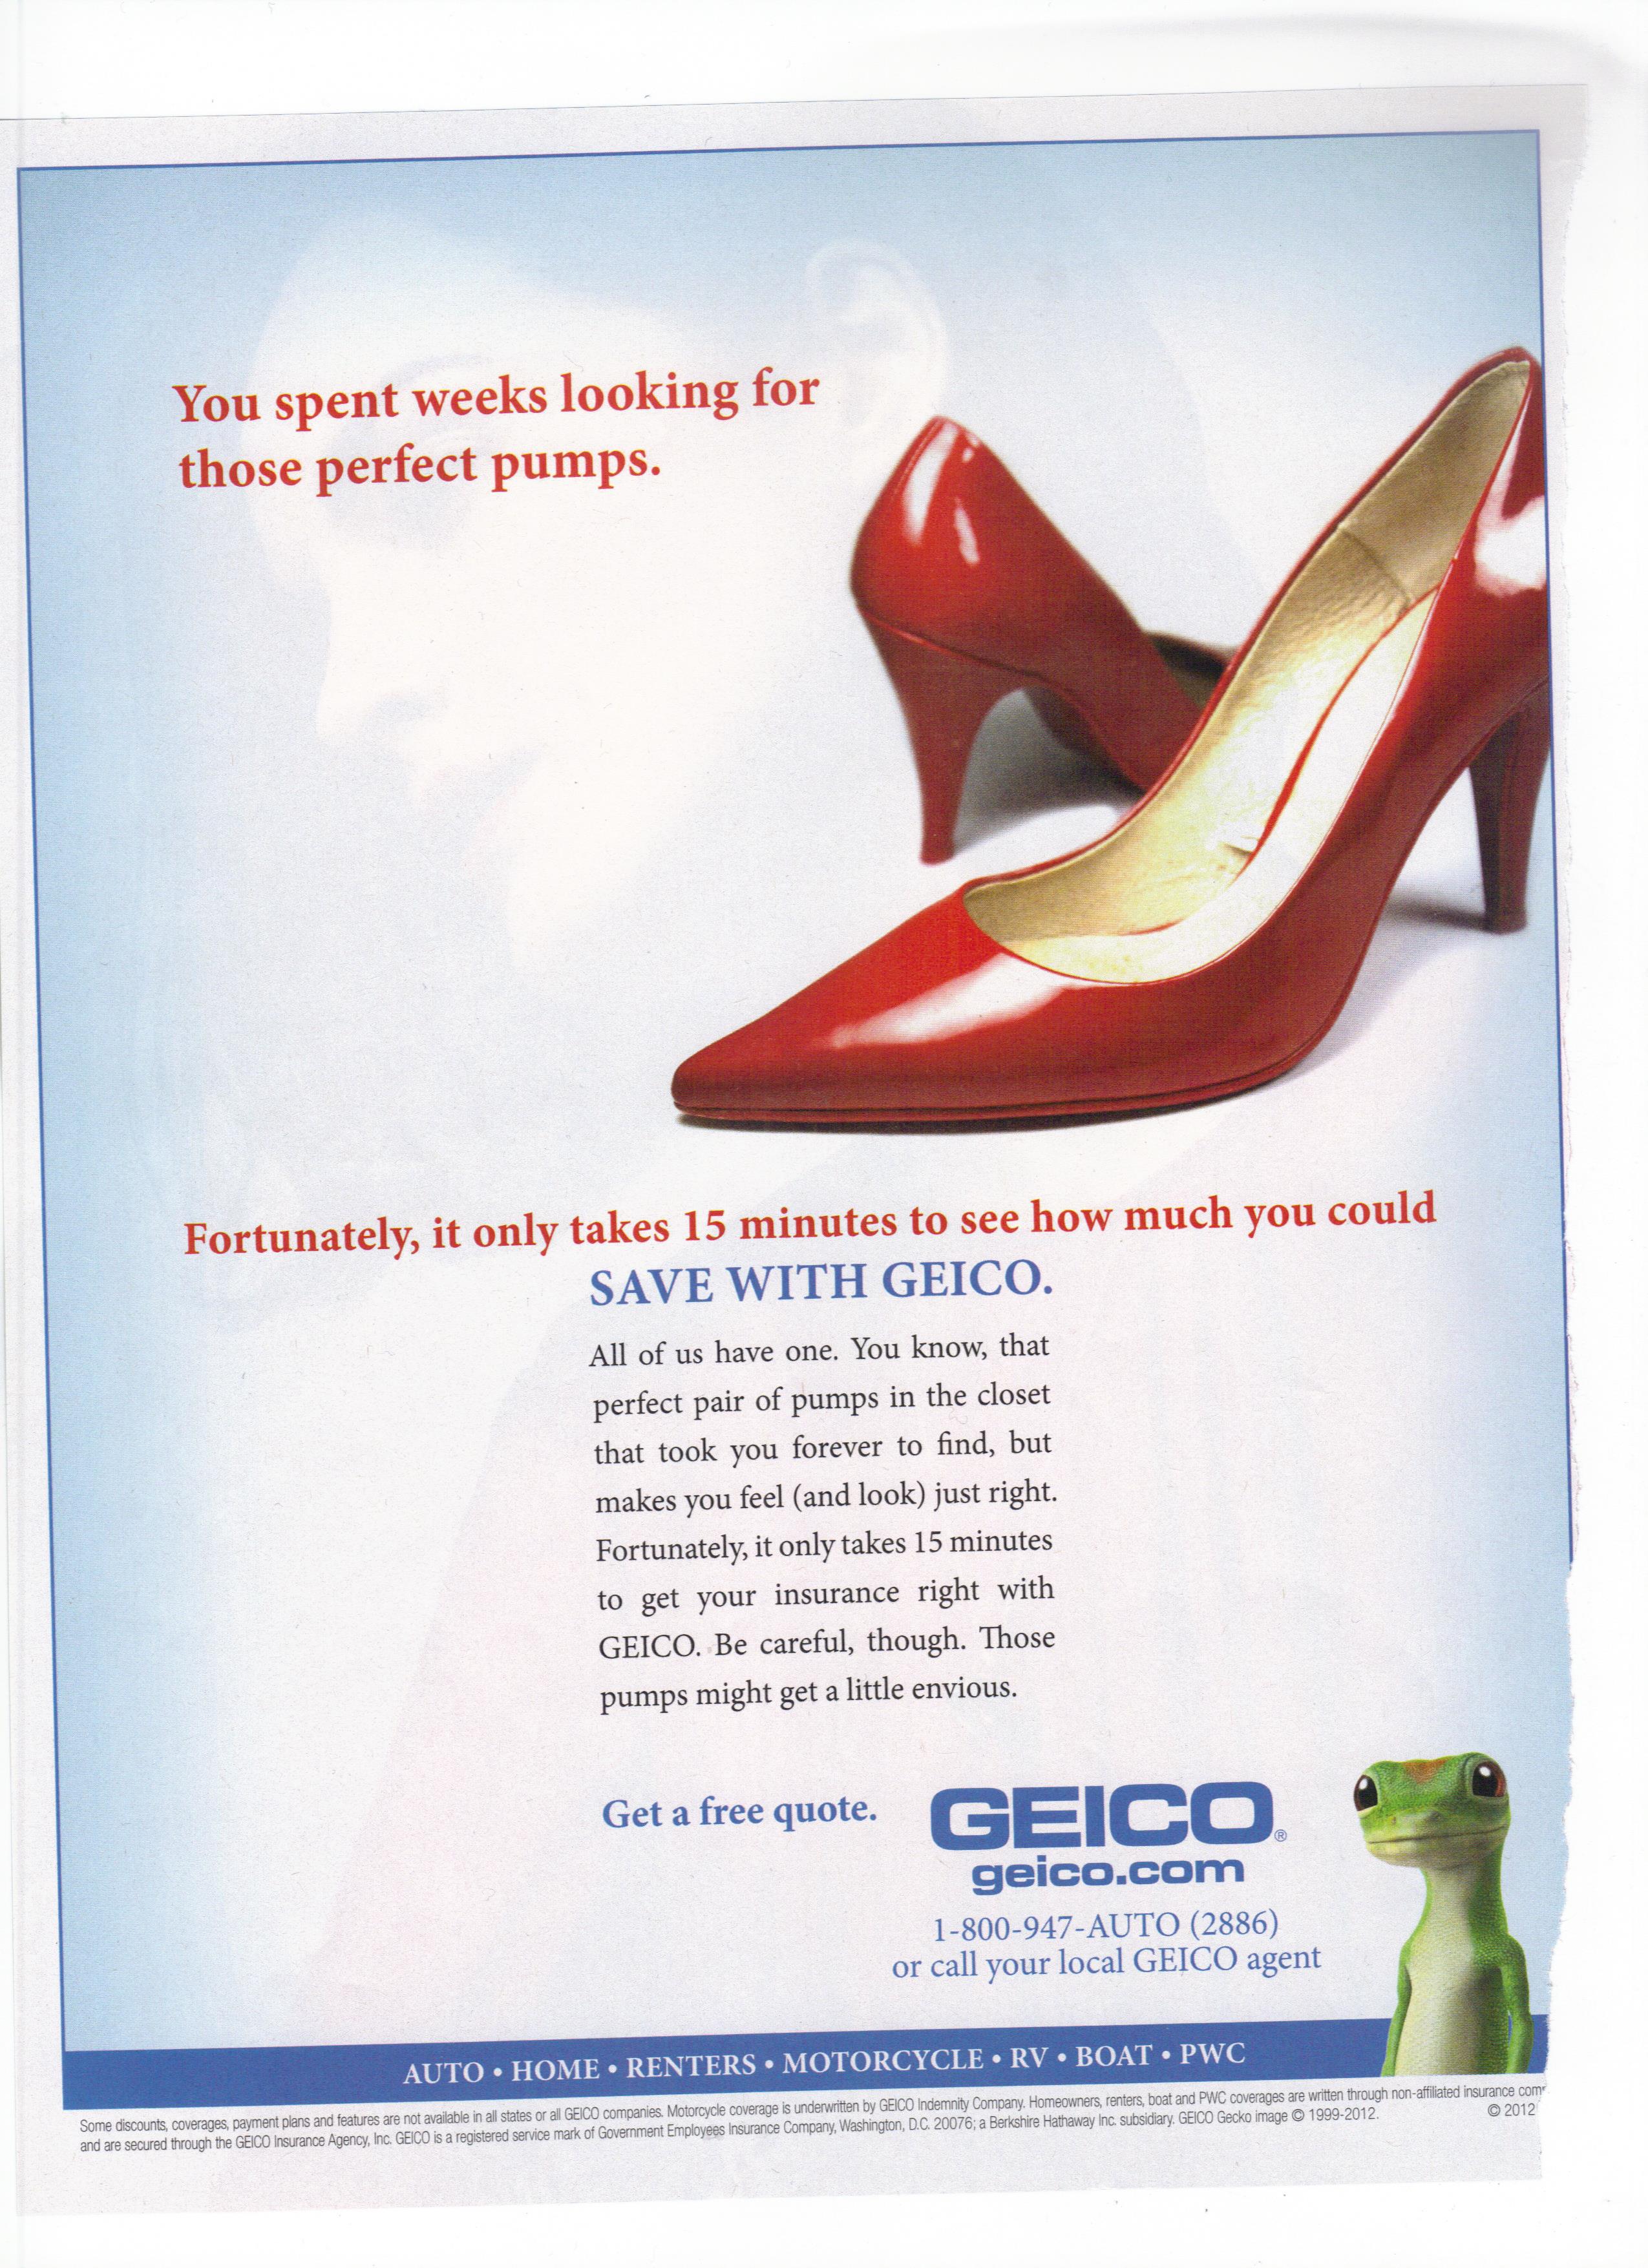 You spent weeks looking for
those perfect pumps.
Fortunately, it only takes 15 minutes to see how much you could
SAVE WITH GEICO.
All of us have one. You know, that
perfect pair of pumps in the closet
that took you forever to find, but
makes you feel (and look) just right.
Fortunately, it only takes 15 minutes
to get your insurance right with
GEICO. Be careful, though. Those
pumps might get a little envious.
Get a free quote.
GEICO®
geico.com
1-800-947-AUTO (2886)
or call your local GEICO agent
AUTO • HOME • RENTERS • MOTORCYCLE • RV • BOAT • PWC
Some discounts, coverages, payment plans and features are not available in all states or all GEICO companies. Motorcycle coverage is underwritten by GEICO Indemnity Company. Homeowners, renters, boat and PWC coverages are written through non-affiliated insurance
and are secured through the GEICO Insurance Agency, Inc. GEICO is a registered service mark of Government Employees Insurance Company, Washington, D.C. 20076; a Berkshire Hathaway Inc. subsidiary. GEICO Gecko image © 1999-2012. © 2012